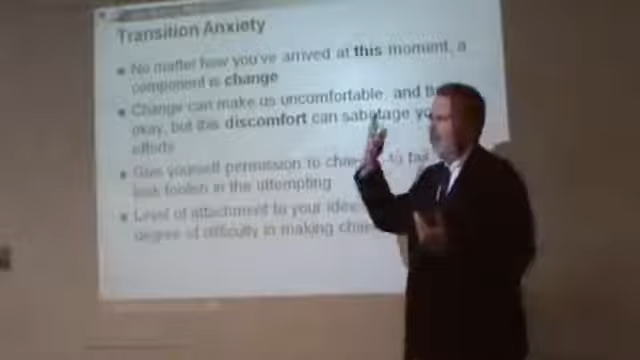 Transition Anxiety
No matter how you've arrived at this moment, a
component is change
Change can make us uncomfortable, and
okay, but this discomfort can sabotage
efforts
Give yourself permission to to
look foolish in the attempting
Level of attachment to your
degree of difficulty in making